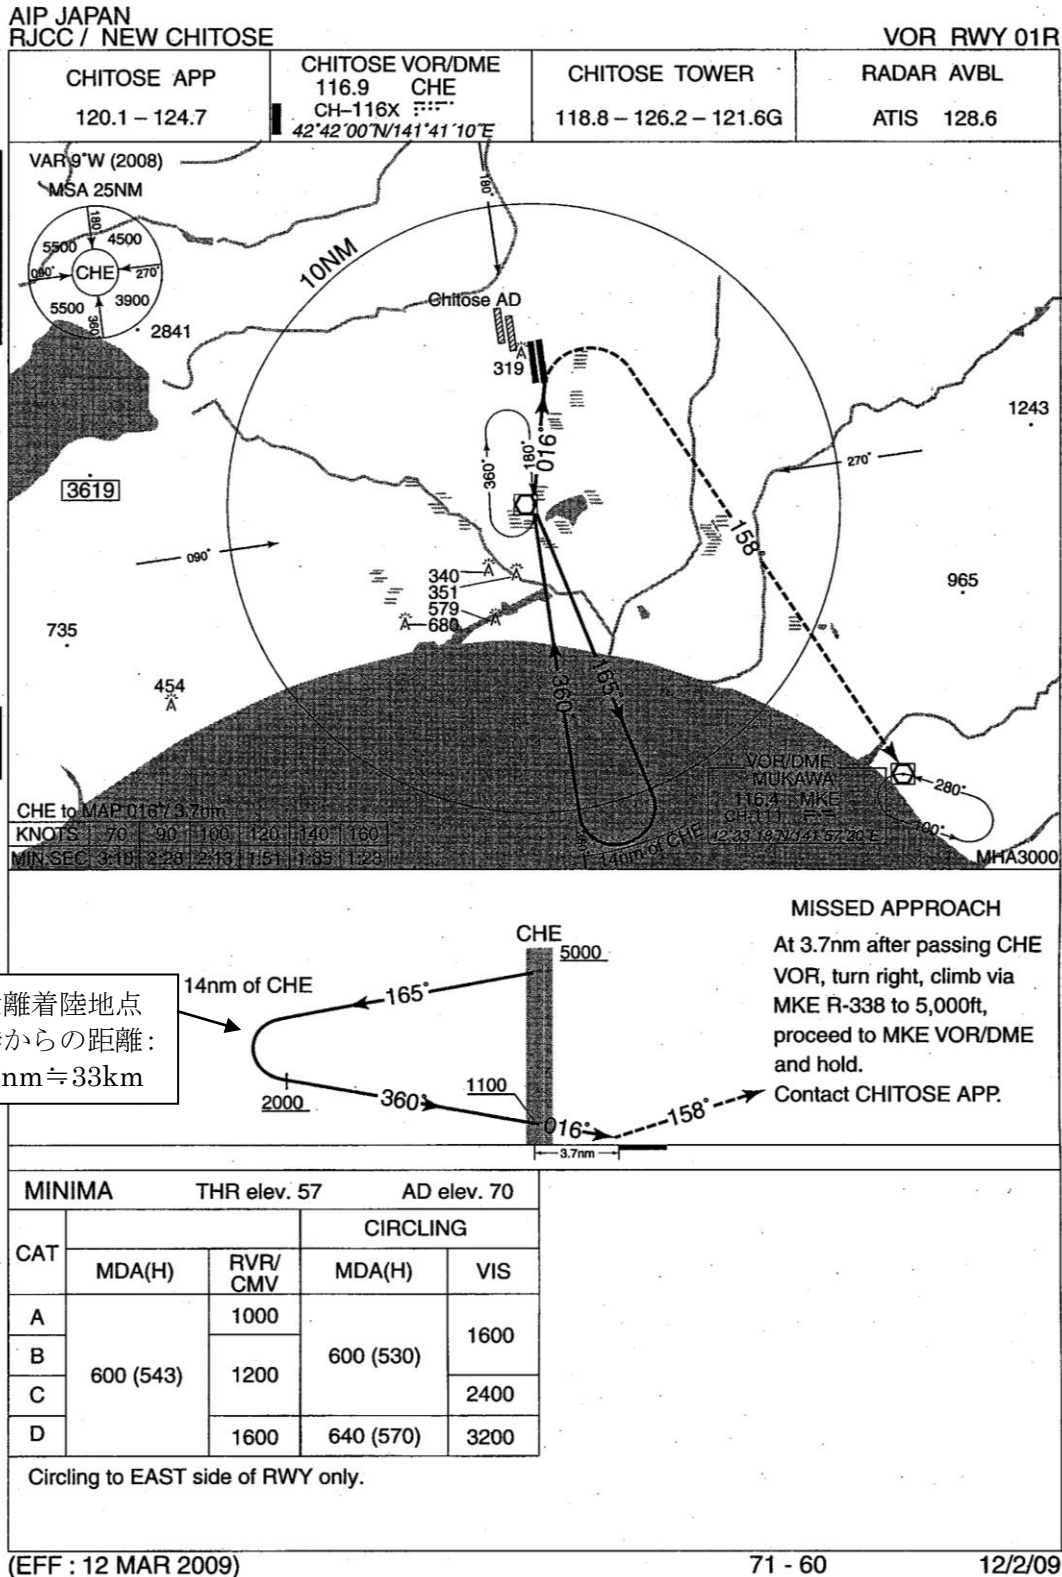 AIP JAPAN
RJCC / NEW CHITOSE
VOR RWY 01R
CHITOSE APP
120.1 – 124.7
CHITOSE VOR/DME
116.9 CHE
CH–116X
42°42'00"N/141°41'10"E
CHITOSE TOWER
118.8 – 126.2 – 121.6G
RADAR AVBL
ATIS 128.6
VAR 9°W (2008)
MSA 25NM
180°
5500
4500
090°
CHE
270°
5500
3900
360°
2841
180°
10NM
Chitose AD
319
1243
016°
360°
180°
270°
3619
158°
090°
340
351
579
680
965
735
165°
360°
454
VOR/DME
MUKAWA
116.4 MKE
280°
100°
14nm of CHE
CHE to MAP 016°/ 3.7nm
KNOTS 70 90 100 120 140 160
MIN:SEC 3:10 2:28 2:13 1:51 1:35 1:23
MHA3000
MISSED APPROACH
At 3.7nm after passing CHE
VOR, turn right, climb via
MKE R-338 to 5,000ft,
proceed to MKE VOR/DME
and hold.
Contact CHITOSE APP.
CHE
5000
14nm of CHE
165°
離着陸地点
からの距離:
nm≒33km
2000
360°
1100
016°
158°
3.7nm
MINIMA THR elev. 57 AD elev. 70
CAT
CIRCLING
MDA(H)
RVR/
CMV
MDA(H)
VIS
A
1000
1600
B
600 (543)
1200
600 (530)
C
2400
D
1600
640 (570)
3200
Circling to EAST side of RWY only.
(EFF : 12 MAR 2009)
71 - 60
12/2/09